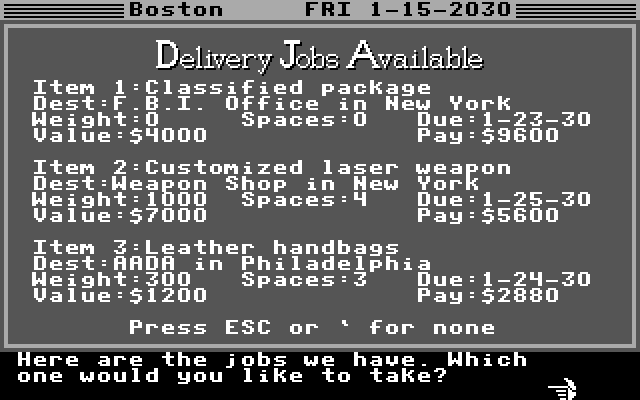 Boston FRI 1-15-2030
Delivery Jobs Available
Item 1:Classified package
Dest:F.B.I. Office in New York
Weight:0 Spaces:0 Due:1-23-30
Value:$4000 Pay:$9600
Item 2:Customized laser weapon
Dest:Weapon Shop in New York
Weight:1000 Spaces:4 Due:1-25-30
Value:$7000 Pay:$5600
Item 3:Leather handbags
Dest:AADA in Philadelphia
Weight:300 Spaces:3 Due:1-24-30
Value:$1200 Pay:$2880
Press ESC or ` for none
Here are the jobs we have. Which
one would you like to take?